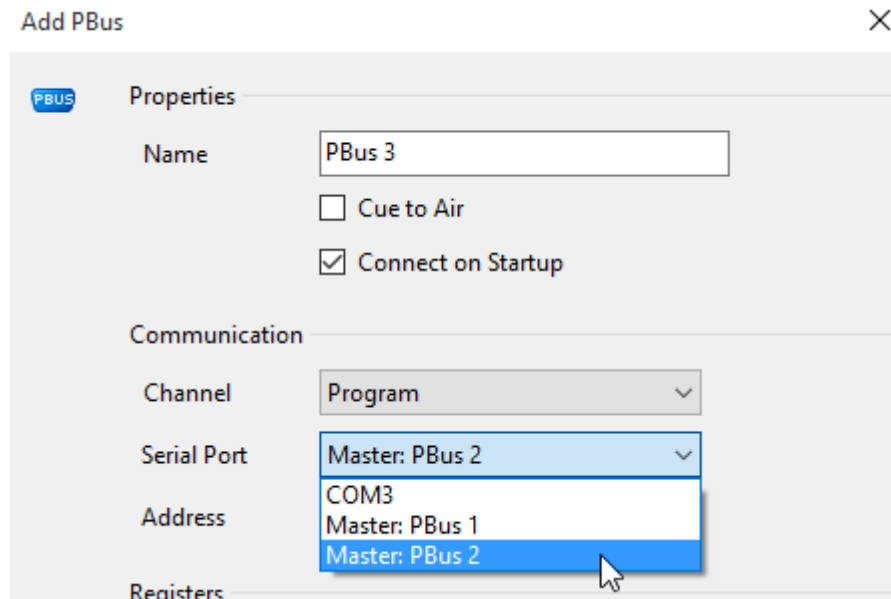 Add PBus
PBUS
Properties
Name
PBus 3
Cue to Air
Connect on Startup
Communication
Channel
Program
Serial Port
Master: PBus 2
COM3
Master: PBus 1
Master: PBus 2
Address
Registers